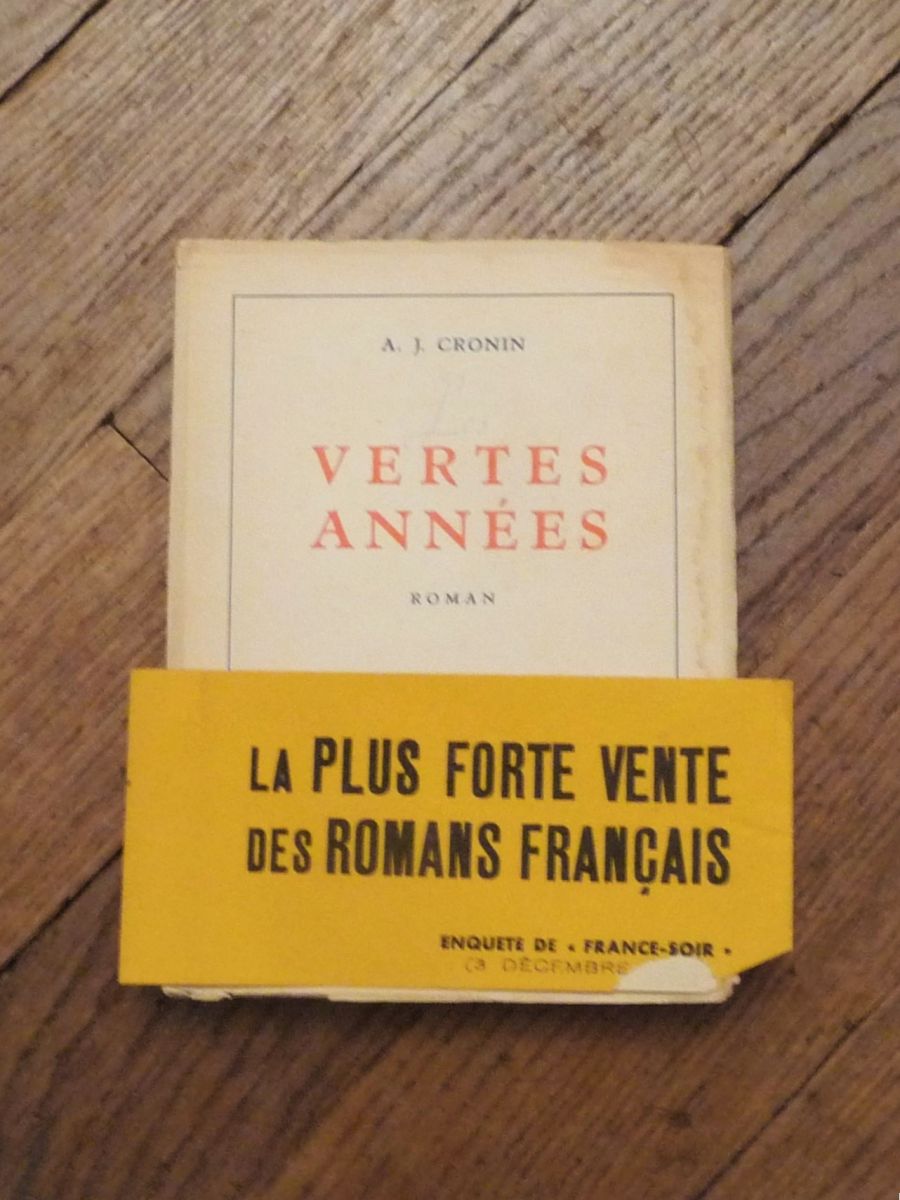 A. J. CRONIN
VERTES
ANNÉES
ROMAN
LA PLUS FORTE VENTE
DES ROMANS FRANÇAIS
ENQUETE DE « FRANCE-SOIR »
(3 DÉCEMBRE